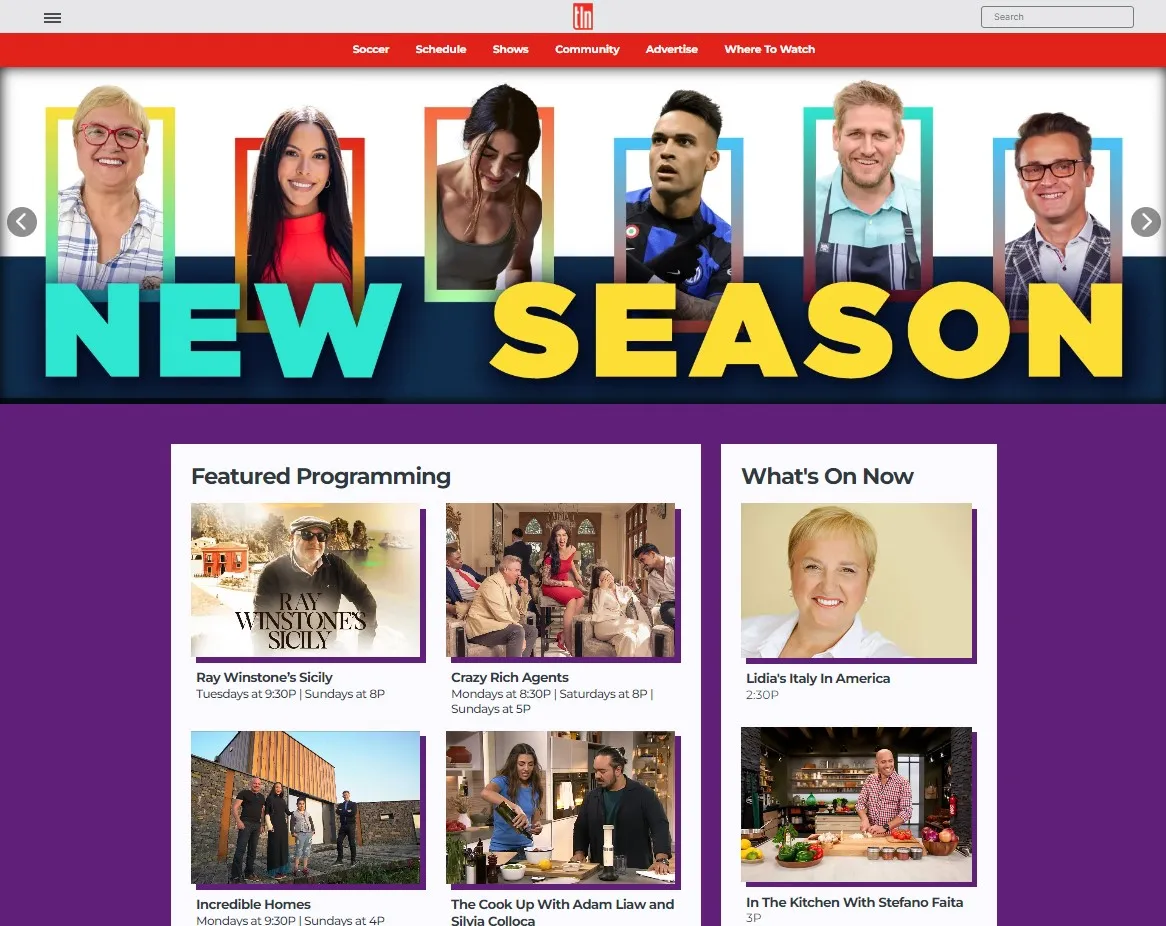 tln
Search
Soccer Schedule Shows Community Advertise Where To Watch
NEW SEASON
Featured Programming
RAY
WINSTONE'S
SICILY
Ray Winstone’s Sicily
Tuesdays at 9:30P | Sundays at 8P
Crazy Rich Agents
Mondays at 8:30P | Saturdays at 8P |
Sundays at 5P
Incredible Homes
Mondays at 9:30P | Sundays at 4P
The Cook Up With Adam Liaw and
Silvia Colloca
What's On Now
Lidia's Italy In America
2:30P
In The Kitchen With Stefano Faita
3P